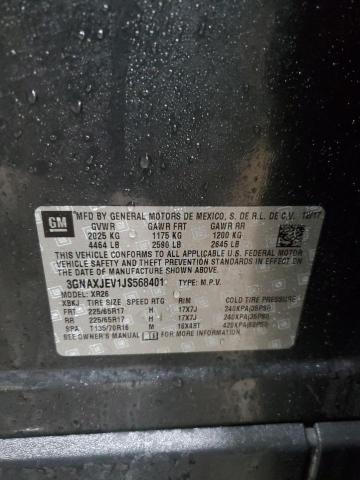 GM
MFD BY GENERAL MOTORS DE MEXICO, S. DE R.L. DE C.V. 12/17
GVWR GAWR FRT GAWR RR
2025 KG 1175 KG 1200 KG
4464 LB 2590 LB 2645 LB
THIS VEHICLE CONFORMS TO ALL APPLICABLE U.S. FEDERAL MOTOR
VEHICLE SAFETY AND THEFT PREVENTION STANDARDS IN EFFECT ON THE DATE OF
MANUFACTURE SHOWN ABOVE.
3GNAXJEV1JS568401 TYPE: M.P.V.
MODEL: XR26
XBKJ TIRE SIZE SPEED RTG RIM COLD TIRE PRESSURE
FRT 225/65R17 H 17X7J 240KPA(35PSI)
RR 225/65R17 H 17X7J 240KPA(35PSI)
SPA T135/70R16 M 16X4BT 420KPA(60PSI)
SEE OWNER'S MANUAL FOR MORE INFORMATION